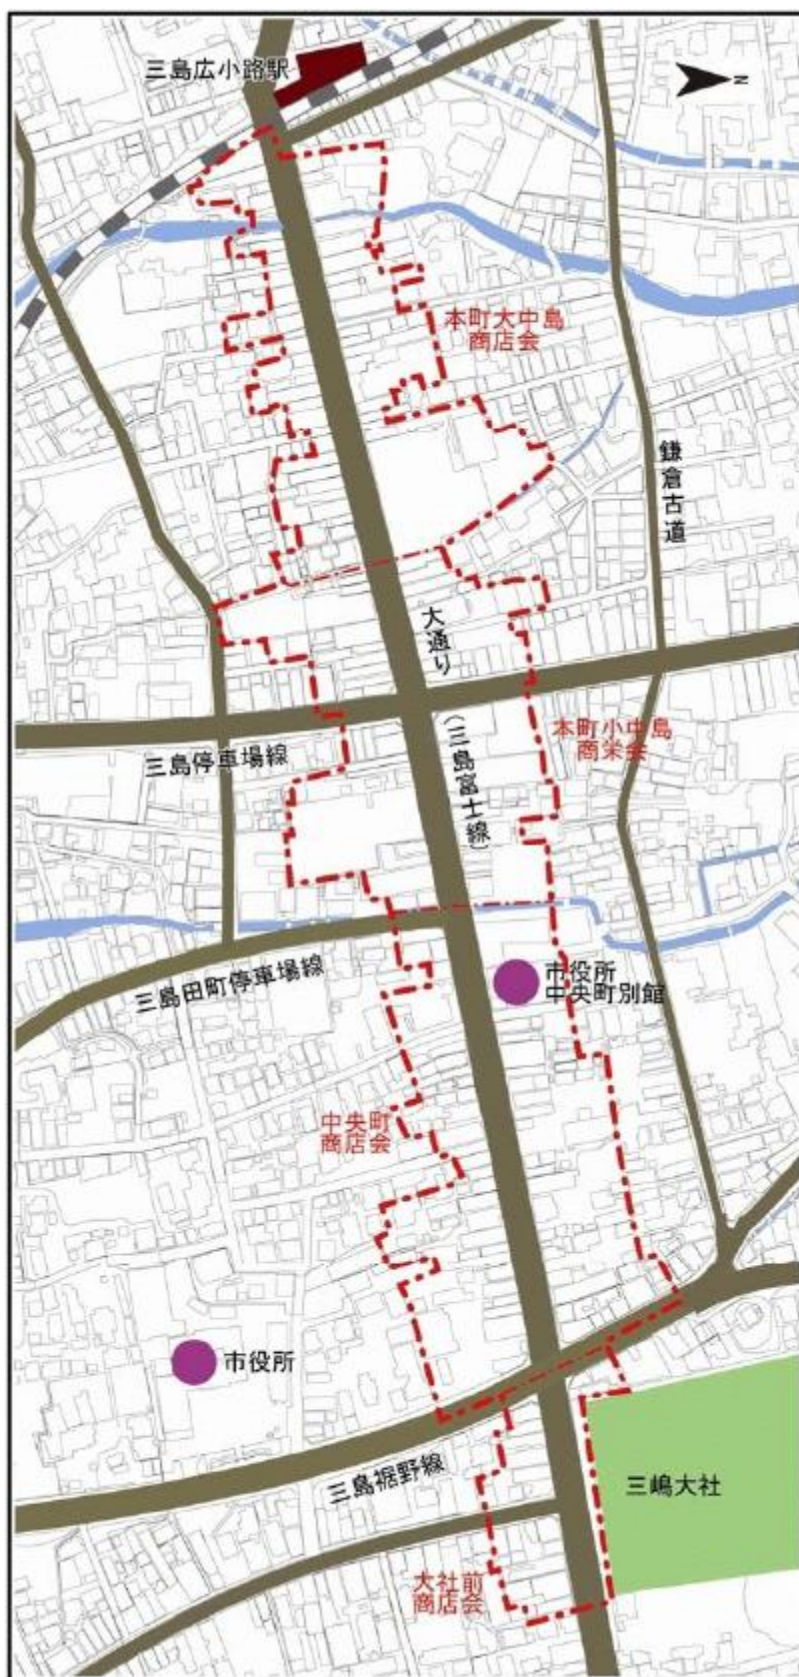 三島広小路駅
N
本町大中島
商店会
鎌倉古道
大通り
(三島富士線)
本町小中島
商栄会
三島停車場線
市役所
中央町別館
三島田町停車場線
中央町
商店会
市役所
三島裾野線
三嶋大社
大社前
商店会